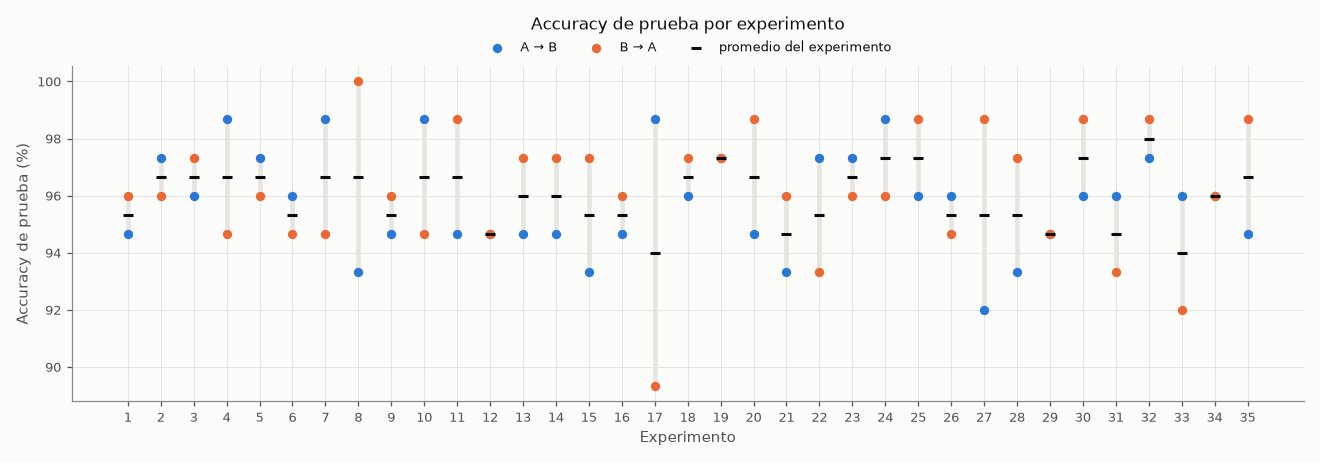 Accuracy de prueba por experimento
A → B B → A promedio del experimento
Accuracy de prueba (%)
100
98
96
94
92
90
1 2 3 4 5 6 7 8 9 10 11 12 13 14 15 16 17 18 19 20 21 22 23 24 25 26 27 28 29 30 31 32 33 34 35
Experimento